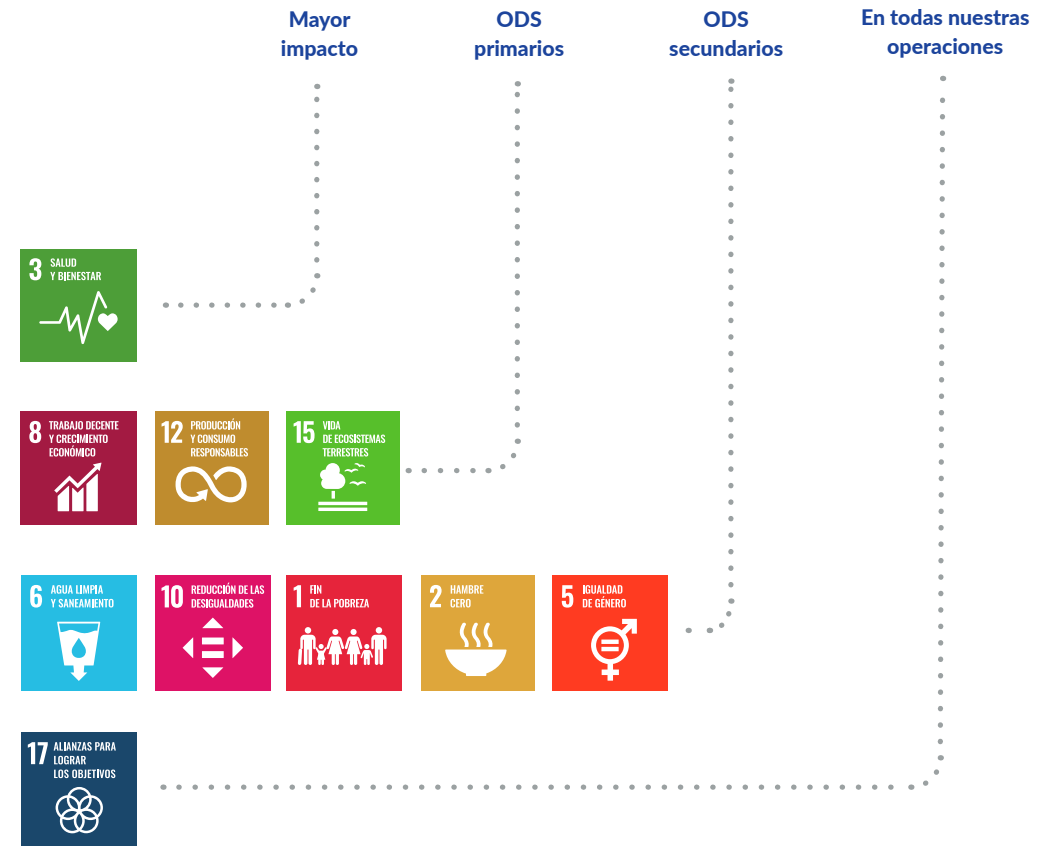 Mayor
impacto
ODS
primarios
ODS
secundarios
En todas nuestras
operaciones
3 SALUD
Y BIENESTAR
8 TRABAJO DECENTE
Y CRECIMIENTO
ECONÓMICO
12 PRODUCCIÓN
Y CONSUMO
RESPONSABLES
15 VIDA
DE ECOSISTEMAS
TERRESTRES
6 AGUA LIMPIA
Y SANEAMIENTO
10 REDUCCIÓN DE LAS
DESIGUALDADES
1 FIN
DE LA POBREZA
2 HAMBRE
CERO
5 IGUALDAD
DE GÉNERO
17 ALIANZAS PARA
LOGRAR
LOS OBJETIVOS